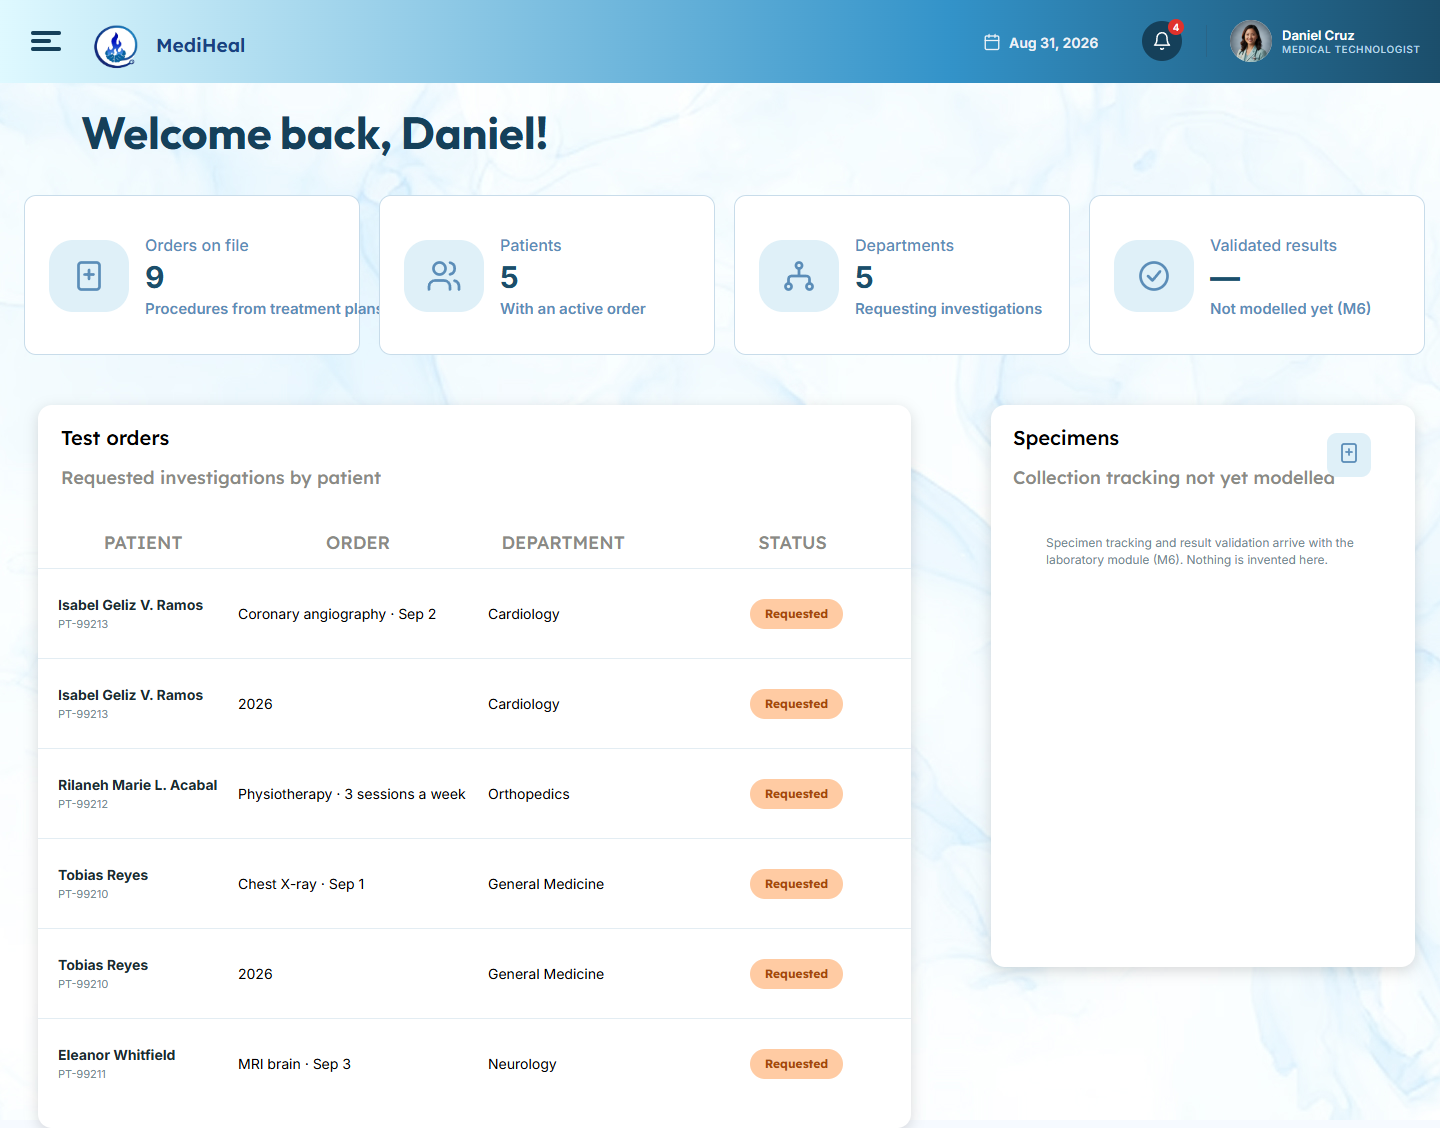 MediHeal
Aug 31, 2026
4
Daniel Cruz
MEDICAL TECHNOLOGIST
Welcome back, Daniel!
Orders on file
9
Procedures from treatment plans
Patients
5
With an active order
Departments
5
Requesting investigations
Validated results
—
Not modelled yet (M6)
Test orders
Requested investigations by patient
PATIENT ORDER DEPARTMENT STATUS
Isabel Geliz V. Ramos
PT-99213
Coronary angiography · Sep 2
Cardiology
Requested
Isabel Geliz V. Ramos
PT-99213
2026
Cardiology
Requested
Rilaneh Marie L. Acabal
PT-99212
Physiotherapy · 3 sessions a week
Orthopedics
Requested
Tobias Reyes
PT-99210
Chest X-ray · Sep 1
General Medicine
Requested
Tobias Reyes
PT-99210
2026
General Medicine
Requested
Eleanor Whitfield
PT-99211
MRI brain · Sep 3
Neurology
Requested
Specimens
Collection tracking not yet modelled
Specimen tracking and result validation arrive with the
laboratory module (M6). Nothing is invented here.